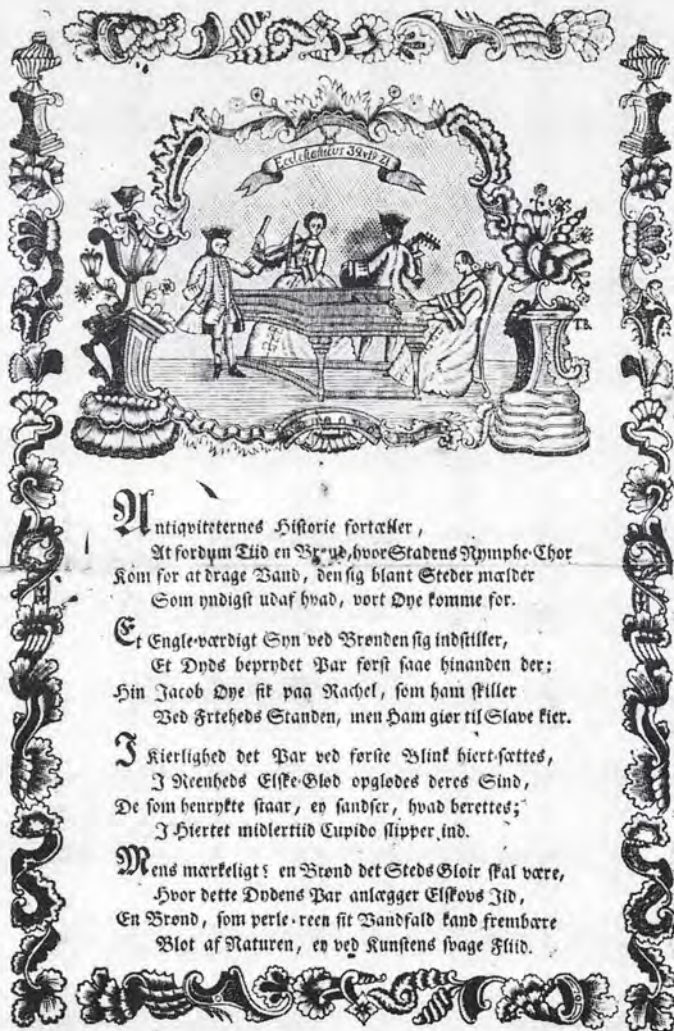 Ecclesiasticus 39 v 19. 21
T.B.
Antiqviteternes Historie fortæller,
At fordum Tiid en Brønd, hvor Stadens Nymphe-Chor
Kom for at drage Vand, den sig blant Steder mælder
Som yndigst udaf hvad, vort Øye komme for.
Et Engle-værdigt Syn ved Brønden sig indstiller,
Et Dyds beprydet Par først saae hinanden der:
Hin Jacob Øye fik paa Rachel, som ham skiller
Ved Friheds Standen, men Ham giør til Slave kier.
I Kierlighed det Par ved første Blink hiert-sættes,
I Reenheds Elske-Glød opglødes deres Sind,
De som henrykte staar, ey sandser, hvad berettes;
I Hiertet midlertiid Cupido slipper ind.
Mens mærkeligt! en Brønd det Steds Gloir skal være,
Hvor dette Dydens Par anlægger Elskovs Jid,
En Brønd, som perle-reen sit Vandfald kand frembære
Blot af Naturen, ey ved Kunstens svage Fliid.